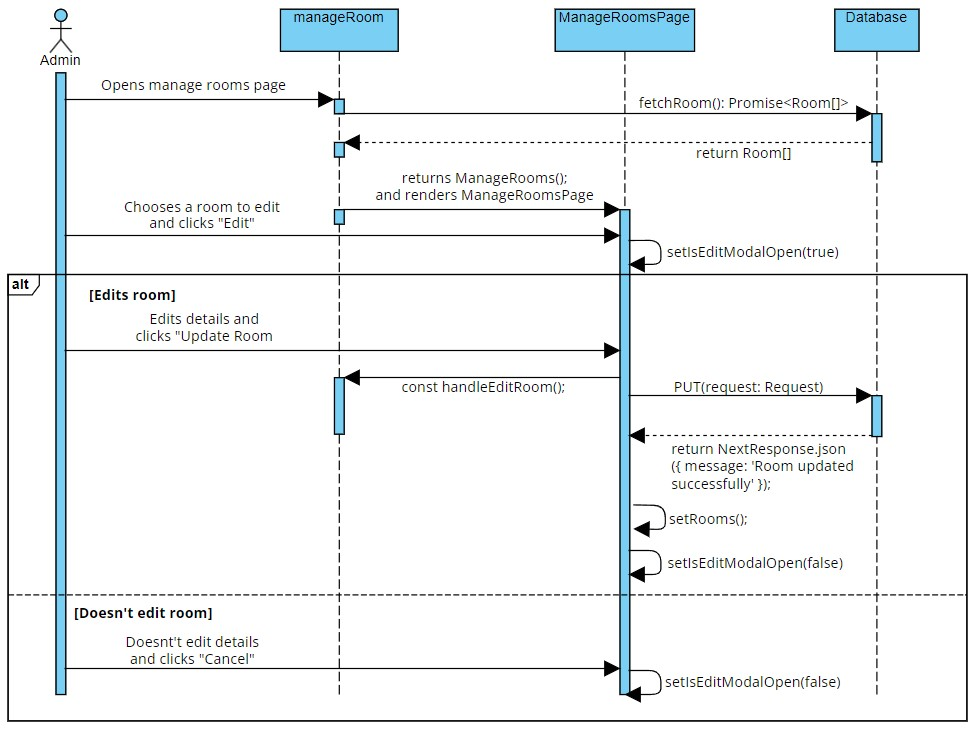 manageRoom
ManageRoomsPage
Database
Admin
Opens manage rooms page
fetchRoom(): Promise<Room[]>
return Room[]
returns ManageRooms();
and renders ManageRoomsPage
Chooses a room to edit
and clicks "Edit"
setIsEditModalOpen(true)
alt
[Edits room]
Edits details and
clicks "Update Room
const handleEditRoom();
PUT(request: Request)
return NextResponse.json
({ message: 'Room updated
successfully' });
setRooms();
setIsEditModalOpen(false)
[Doesn't edit room]
Doesnt't edit details
and clicks "Cancel"
setIsEditModalOpen(false)